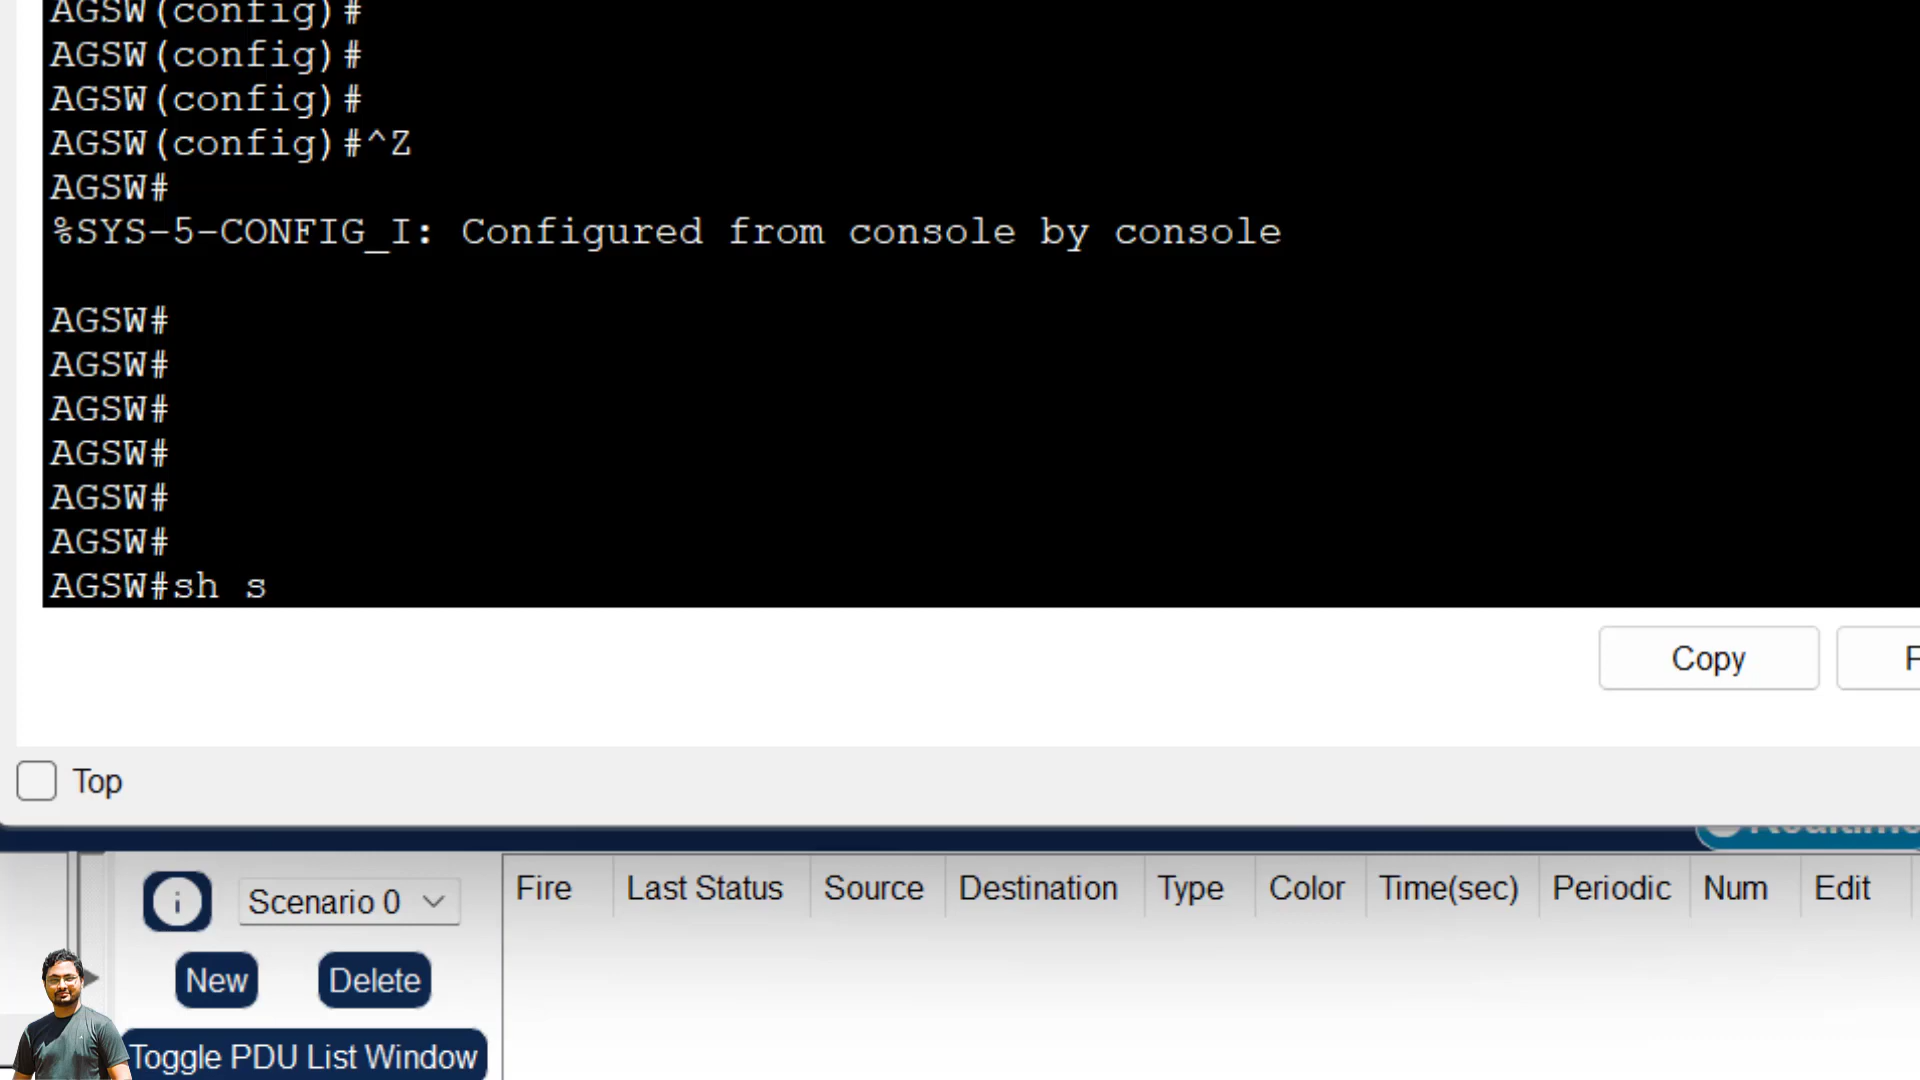 AGSW(config)#
AGSW(config)#
AGSW(config)#
AGSW(config)#^Z
AGSW#
%SYS-5-CONFIG_I: Configured from console by console
AGSW#
AGSW#
AGSW#
AGSW#
AGSW#
AGSW#
AGSW#sh s
Copy
Top
Scenario 0
Fire Last Status Source Destination Type Color Time(sec) Periodic Num Edit
New Delete
Toggle PDU List Window